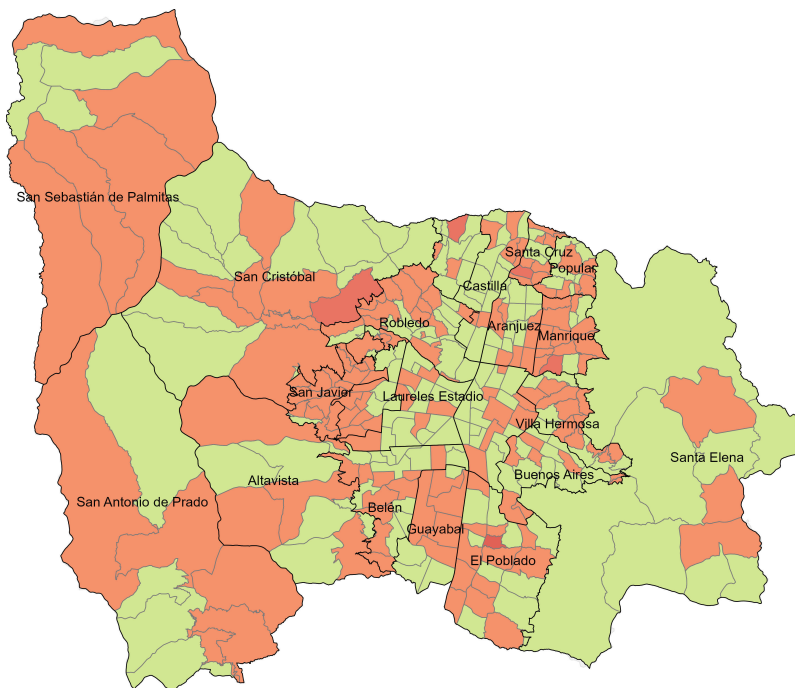 San Sebastián de Palmitas
Santa Cruz
Popular
San Cristóbal
Castilla
Robledo
Aranjuez
Manrique
San Javier
Laureles Estadio
Villa Hermosa
Santa Elena
Buenos Aires
Altavista
San Antonio de Prado
Belén
Guayabal
El Poblado